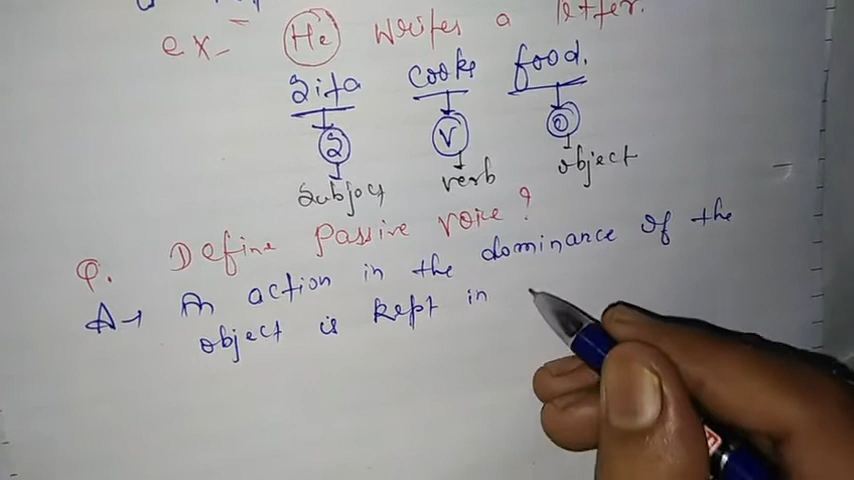 ex- He writes a letter.
Sita cooks food.
S V O
Subject verb object
Q. Define passive voice ?
A→ An action in the dominance of the
object is kept in